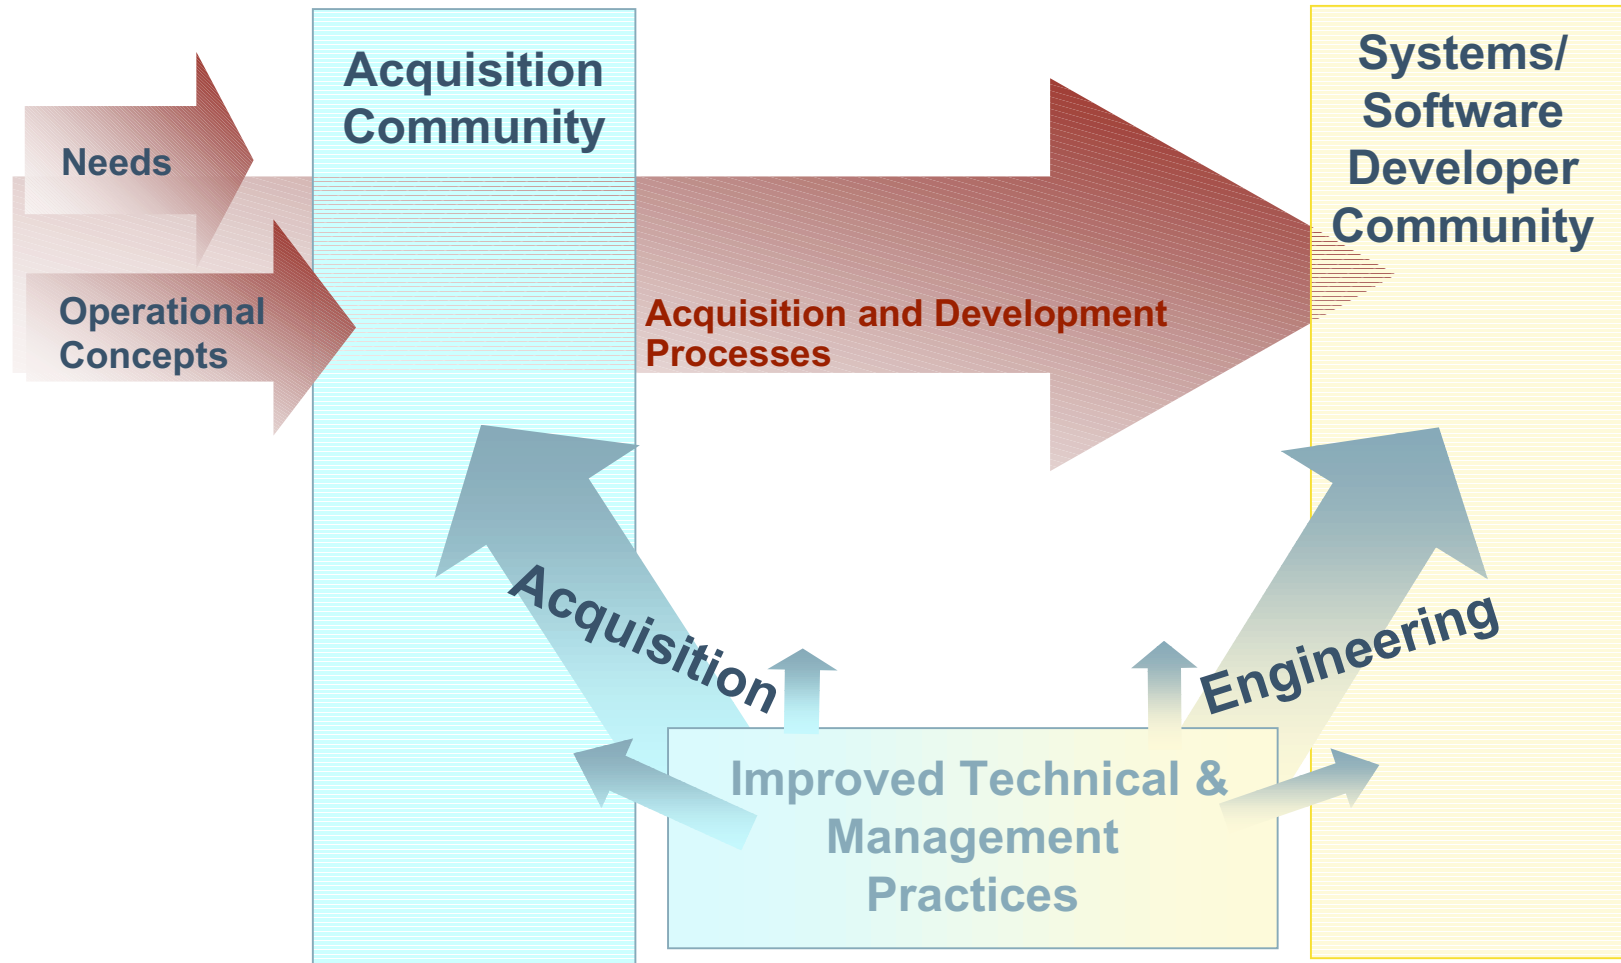 Acquisition
Community
Systems/
Software
Developer
Community
Needs
Operational
Concepts
Acquisition and Development
Processes
Acquisition
Engineering
Improved Technical &
Management
Practices